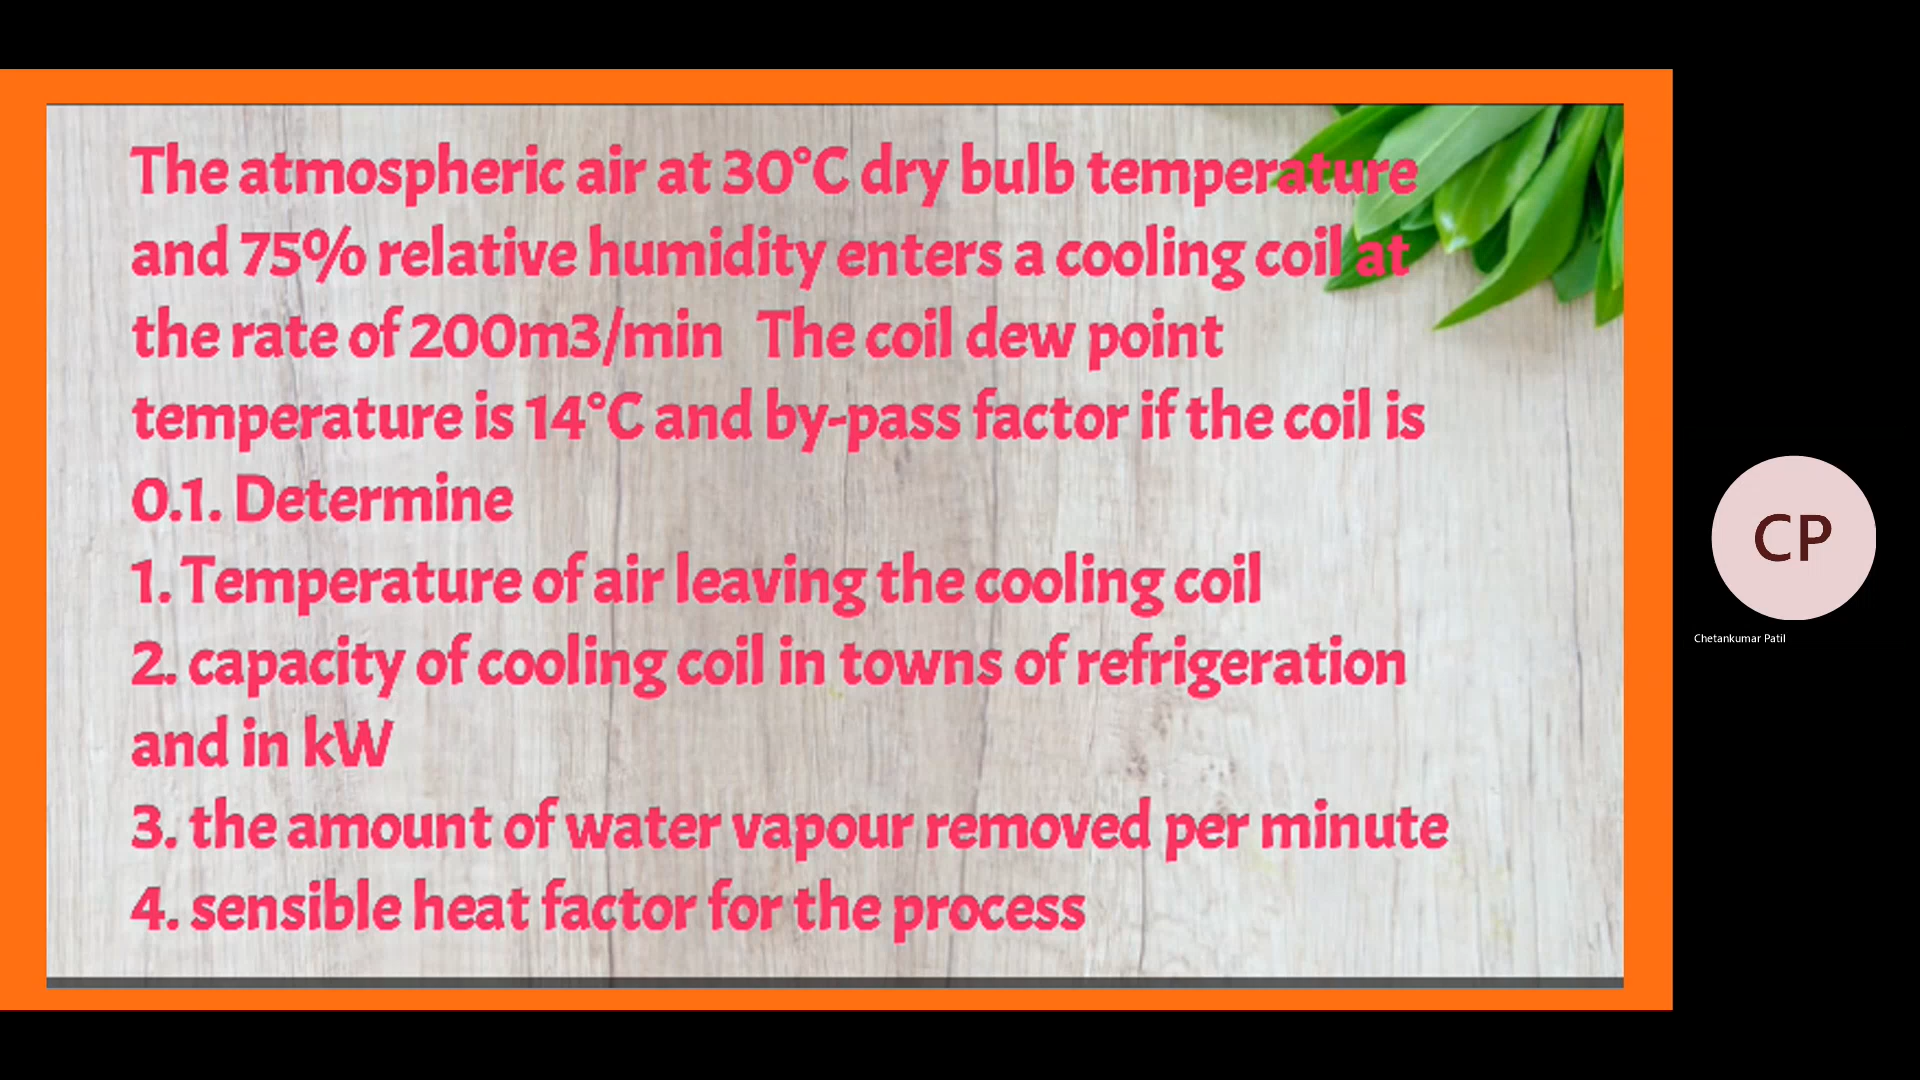 The atmospheric air at 30°C dry bulb temperature
and 75% relative humidity enters a cooling coil at
the rate of 200m3/min The coil dew point
temperature is 14°C and by-pass factor if the coil is
0.1. Determine
1. Temperature of air leaving the cooling coil
2. capacity of cooling coil in towns of refrigeration
and in kW
3. the amount of water vapour removed per minute
4. sensible heat factor for the process
CP
Chetankumar Patil